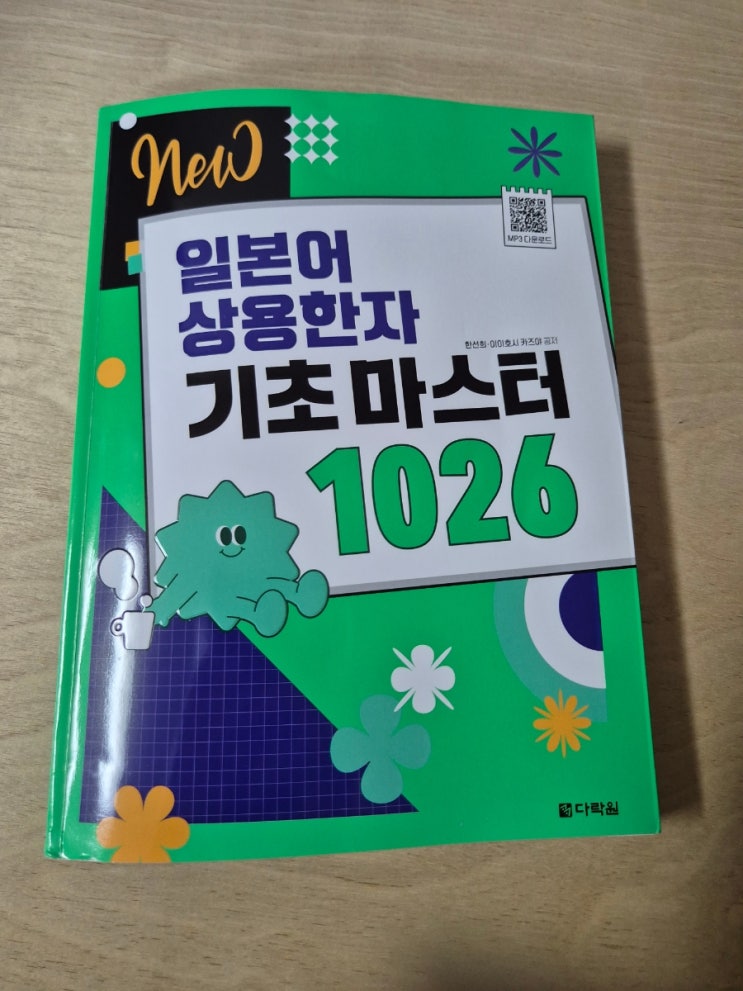 New
MP3 다운로드
일본어
상용한자
한선희·이이호시 카즈야 공저
기초 마스터
1026
다락원